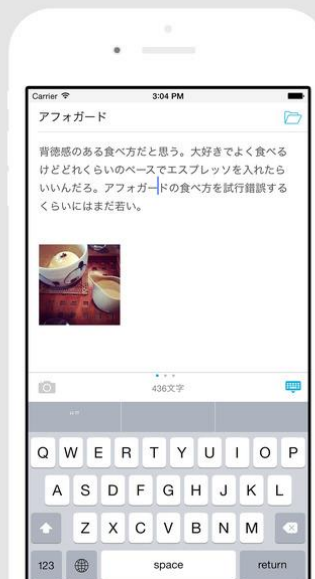 Carrier 3:04 PM
アフォガード
背徳感のある食べ方だと思う。大好きでよく食べる
けどどれくらいのペースでエスプレッソを入れたら
いいんだろ。アフォガードの食べ方を試行錯誤する
くらいにはまだ若い。
436文字
“”
Q W E R T Y U I O P
A S D F G H J K L
Z X C V B N M
123 space return